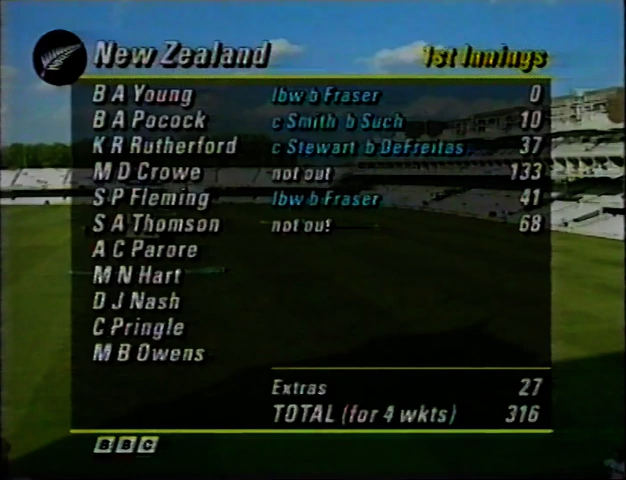 New Zealand 1st Innings
B A Young lbw b Fraser 0
B A Pocock c Smith b Such 10
K R Rutherford c Stewart b DeFreitas 37
M D Crowe not out 133
S P Fleming lbw b Fraser 41
S A Thomson not out 68
A C Parore
M N Hart
D J Nash
C Pringle
M B Owens
Extras 27
TOTAL (for 4 wkts) 316
BBC